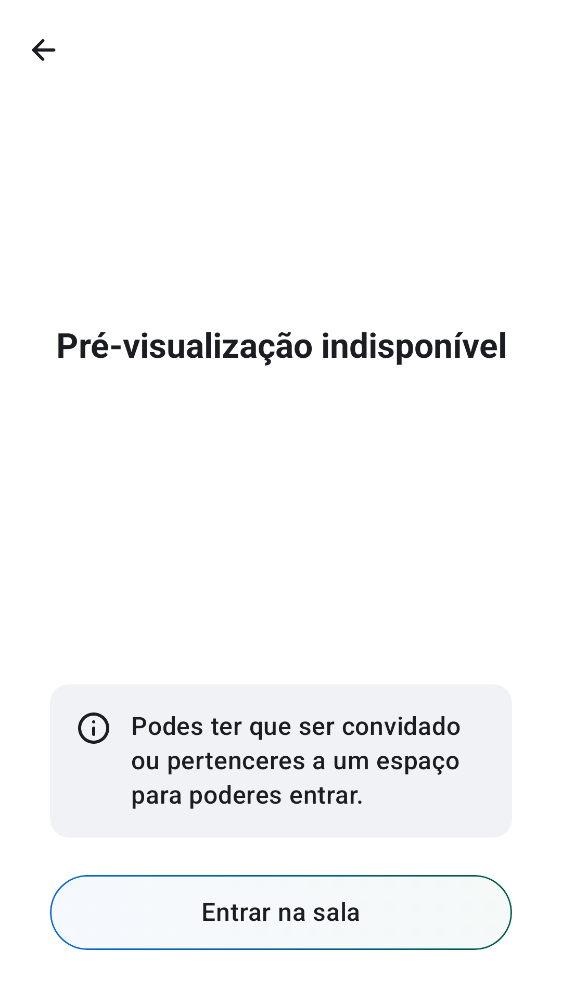 Pré-visualização indisponível
Podes ter que ser convidado
ou pertenceres a um espaço
para poderes entrar.
Entrar na sala